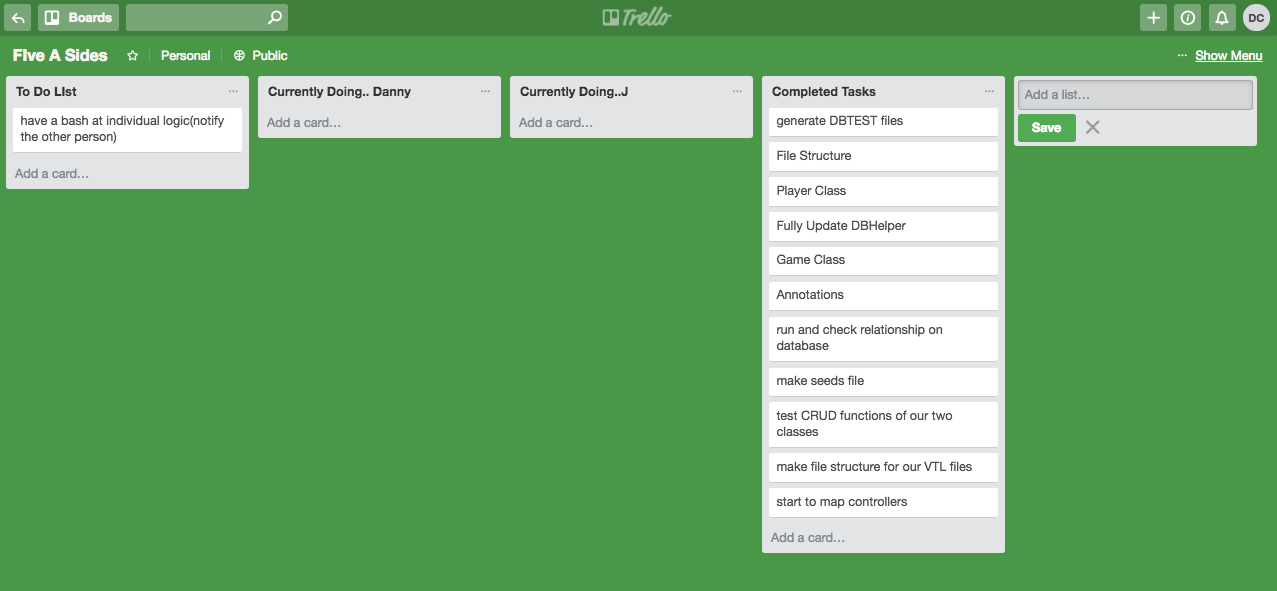 Boards
Trello
DC
FIve A Sides
Personal
Public
··· Show Menu
To Do LIst ···
have a bash at individual logic(notify
the other person)
Add a card…
Currently Doing.. Danny ···
Add a card…
Currently Doing..J ···
Add a card…
Completed Tasks ···
generate DBTEST files
File Structure
Player Class
Fully Update DBHelper
Game Class
Annotations
run and check relationship on
database
make seeds file
test CRUD functions of our two
classes
make file structure for our VTL files
start to map controllers
Add a card…
Add a list…
Save